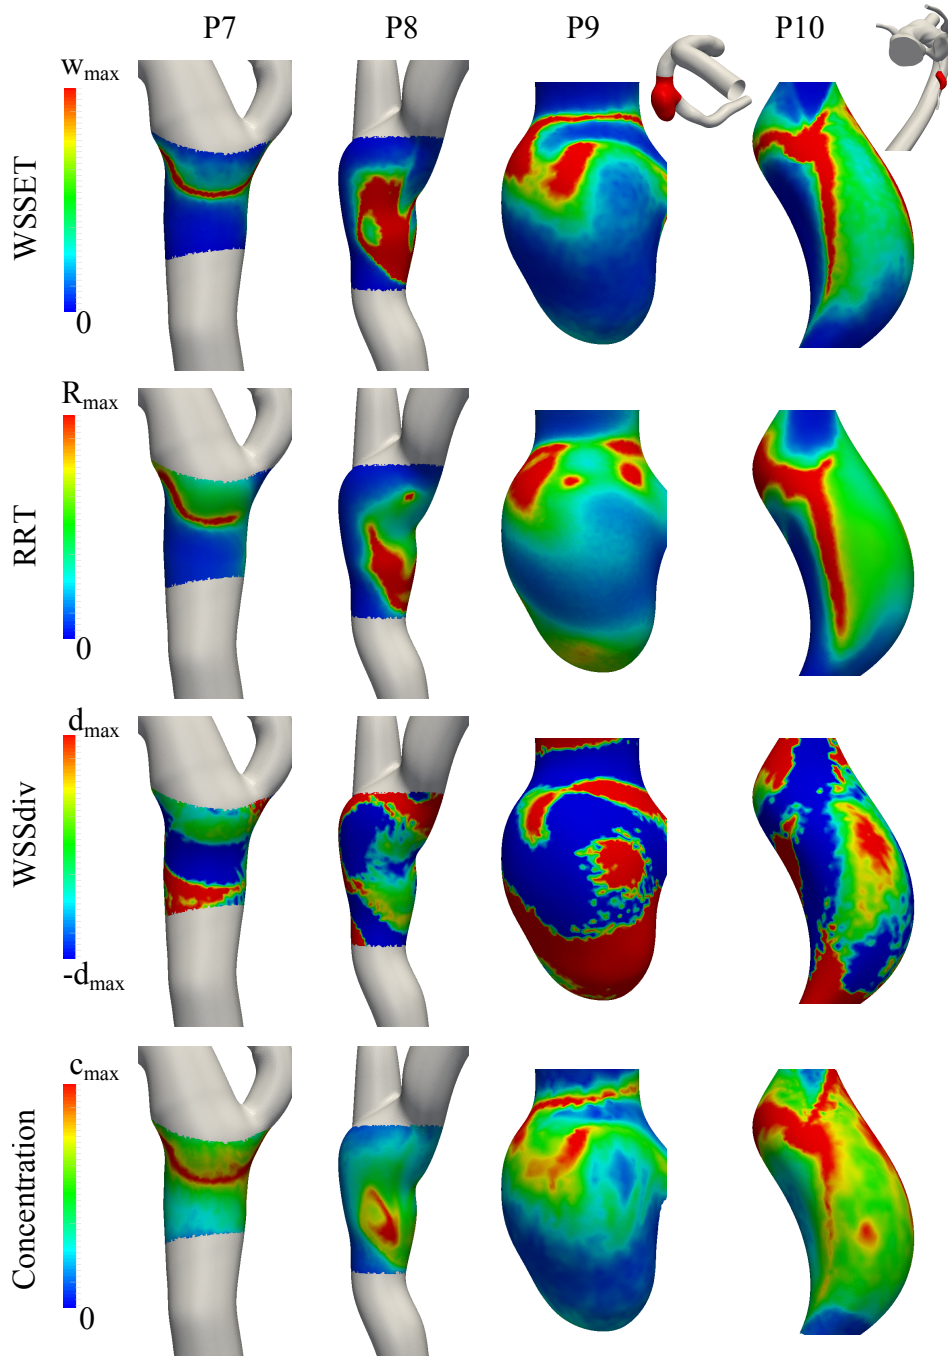 P7 P8 P9 P10
wmax
WSSET
0
Rmax
RRT
0
dmax
WSSdiv
-dmax
cmax
Concentration
0